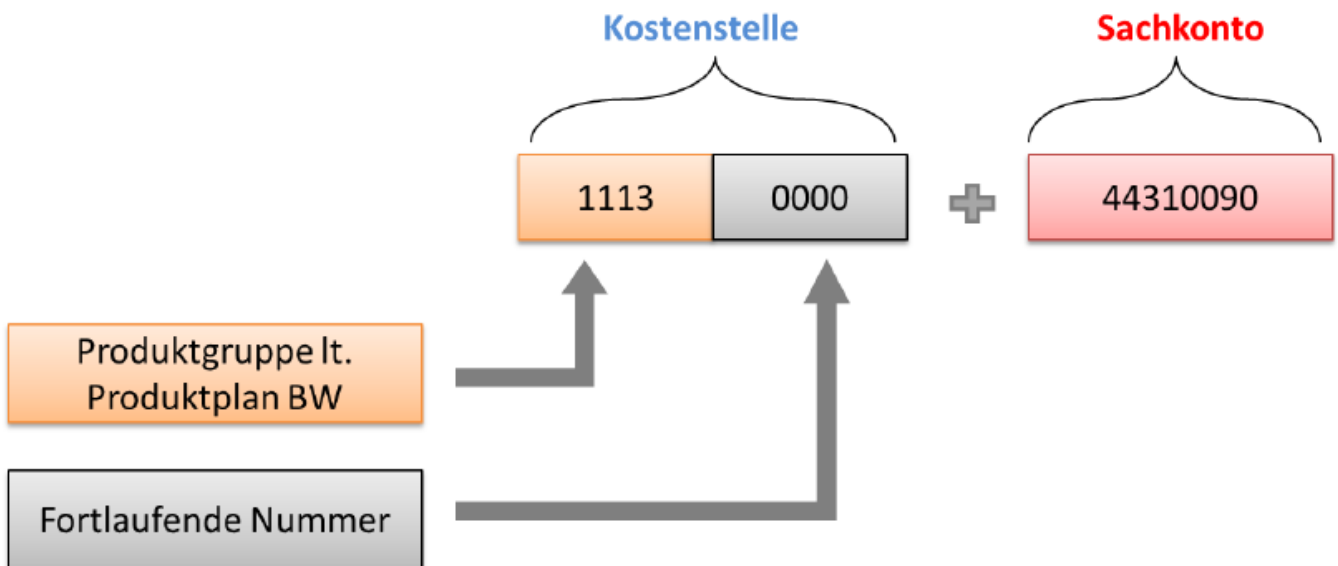 Kostenstelle
Sachkonto
1113
0000
44310090
Produktgruppe lt.
Produktplan BW
Fortlaufende Nummer